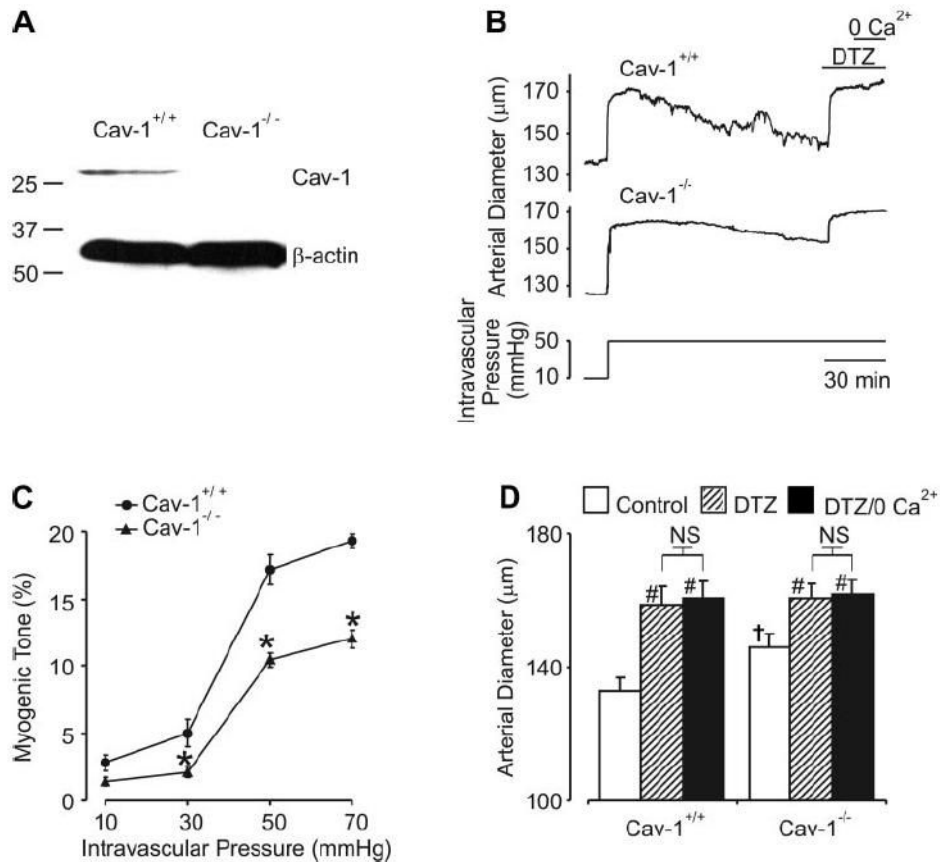 A
Cav-1+/+ Cav-1-/-
Cav-1
25
37
β-actin
50
B
0 Ca2+
DTZ
Cav-1+/+
170
150
130
Cav-1-/-
170
150
130
Arterial Diameter (μm)
Intravascular
Pressure
(mmHg)
50
10
30 min
C
Cav-1+/+
Cav-1-/-
20
15
10
5
0
Myogenic Tone (%)
*
*
*
10 30 50 70
Intravascular Pressure (mmHg)
D
Control DTZ DTZ/0 Ca2+
180
140
100
Arterial Diameter (μm)
NS NS
# # † # #
Cav-1+/+ Cav-1-/-